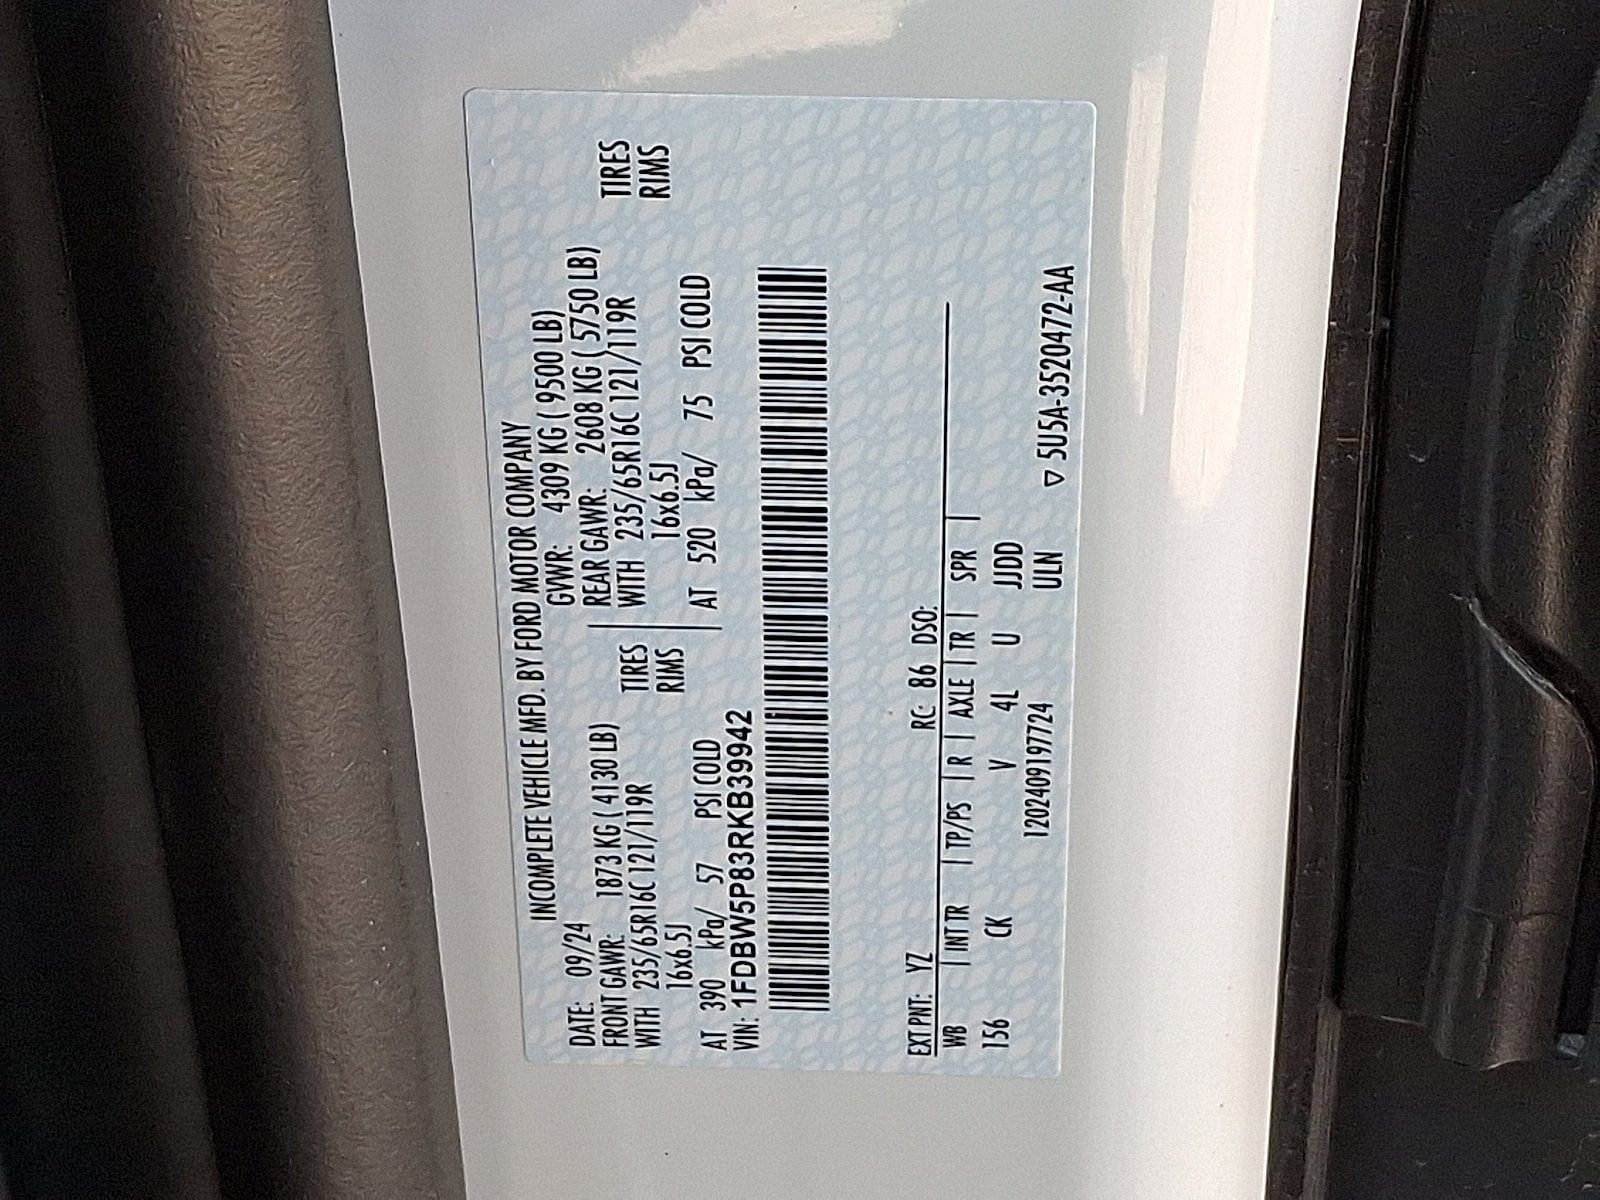 INCOMPLETE VEHICLE MFD. BY FORD MOTOR COMPANY
DATE: 09/24 GVWR: 4309 KG ( 9500 LB)
FRONT GAWR: 1873 KG ( 4130 LB) REAR GAWR: 2608 KG ( 5750 LB)
WITH 235/65R16C 121/119R TIRES WITH 235/65R16C 121/119R TIRES
16x6.5J RIMS 16x6.5J RIMS
AT 390 kPa/ 57 PSI COLD AT 520 kPa/ 75 PSI COLD
VIN: 1FDBW5P83RKB39942
EXT PNT: YZ RC: 86 DSO:
WB | INT TR | TP/PS | R | AXLE | TR | SPR |
156 CK V 4L U JJDD
120240919​7724 ULN
▽ 5U5A-3520472-AA